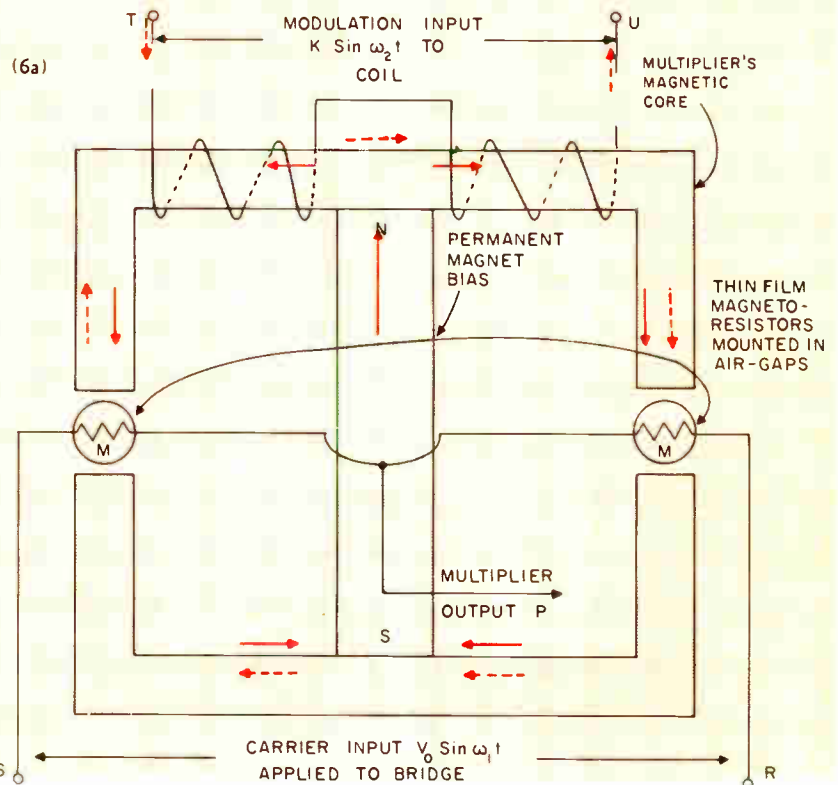 T
MODULATION INPUT
K Sin ω₂t TO
COIL
U
(6a)
MULTIPLIER'S
MAGNETIC
CORE
N
PERMANENT
MAGNET
BIAS
THIN FILM
MAGNETO-
RESISTORS
MOUNTED IN
AIR-GAPS
M
M
MULTIPLIER
OUTPUT P
S
CARRIER INPUT V₀ Sin ω₁t
APPLIED TO BRIDGE
S
R